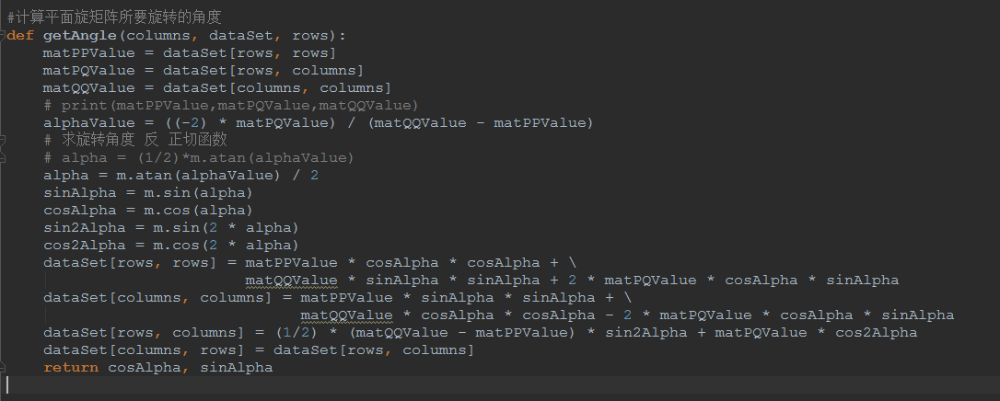 #计算平面旋矩阵所要旋转的角度
def getAngle(columns, dataSet, rows):
    matPPValue = dataSet[rows, rows]
    matPQValue = dataSet[rows, columns]
    matQQValue = dataSet[columns, columns]
    # print(matPPValue,matPQValue,matQQValue)
    alphaValue = ((-2) * matPQValue) / (matQQValue - matPPValue)
    # 求旋转角度 反 正切函数
    # alpha = (1/2)*m.atan(alphaValue)
    alpha = m.atan(alphaValue) / 2
    sinAlpha = m.sin(alpha)
    cosAlpha = m.cos(alpha)
    sin2Alpha = m.sin(2 * alpha)
    cos2Alpha = m.cos(2 * alpha)
    dataSet[rows, rows] = matPPValue * cosAlpha * cosAlpha + \
                          matQQValue * sinAlpha * sinAlpha + 2 * matPQValue * cosAlpha * sinAlpha
    dataSet[columns, columns] = matPPValue * sinAlpha * sinAlpha + \
                                matQQValue * cosAlpha * cosAlpha - 2 * matPQValue * cosAlpha * sinAlpha
    dataSet[rows, columns] = (1/2) * (matQQValue - matPPValue) * sin2Alpha + matPQValue * cos2Alpha
    dataSet[columns, rows] = dataSet[rows, columns]
    return cosAlpha, sinAlpha